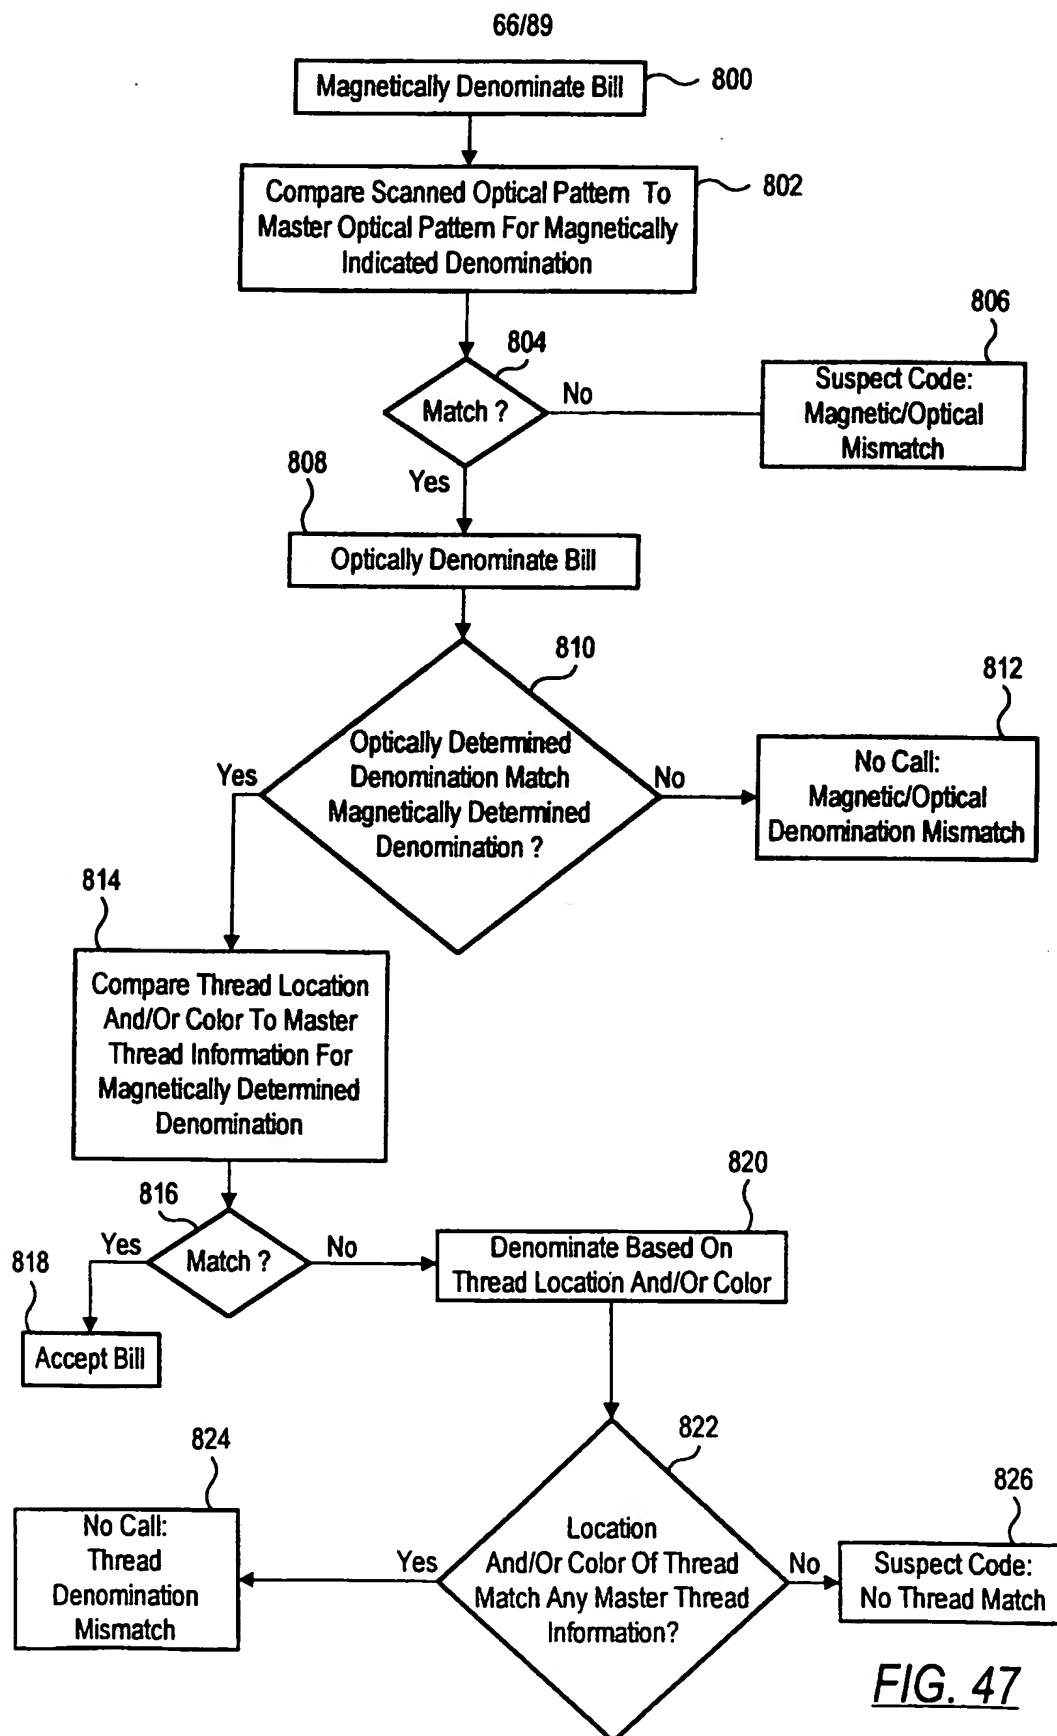 66/89
Magnetically Denominate Bill
800
Compare Scanned Optical Pattern To
Master Optical Pattern For Magnetically
Indicated Denomination
802
804
Match ?
No
Yes
806
Suspect Code:
Magnetic/Optical
Mismatch
808
Optically Denominate Bill
810
Optically Determined
Denomination Match
Magnetically Determined
Denomination ?
Yes
No
812
No Call:
Magnetic/Optical
Denomination Mismatch
814
Compare Thread Location
And/Or Color To Master
Thread Information For
Magnetically Determined
Denomination
816
Match ?
Yes
No
818
Accept Bill
820
Denominate Based On
Thread Location And/Or Color
822
Location
And/Or Color Of Thread
Match Any Master Thread
Information?
Yes
No
824
No Call:
Thread
Denomination
Mismatch
826
Suspect Code:
No Thread Match
FIG. 47